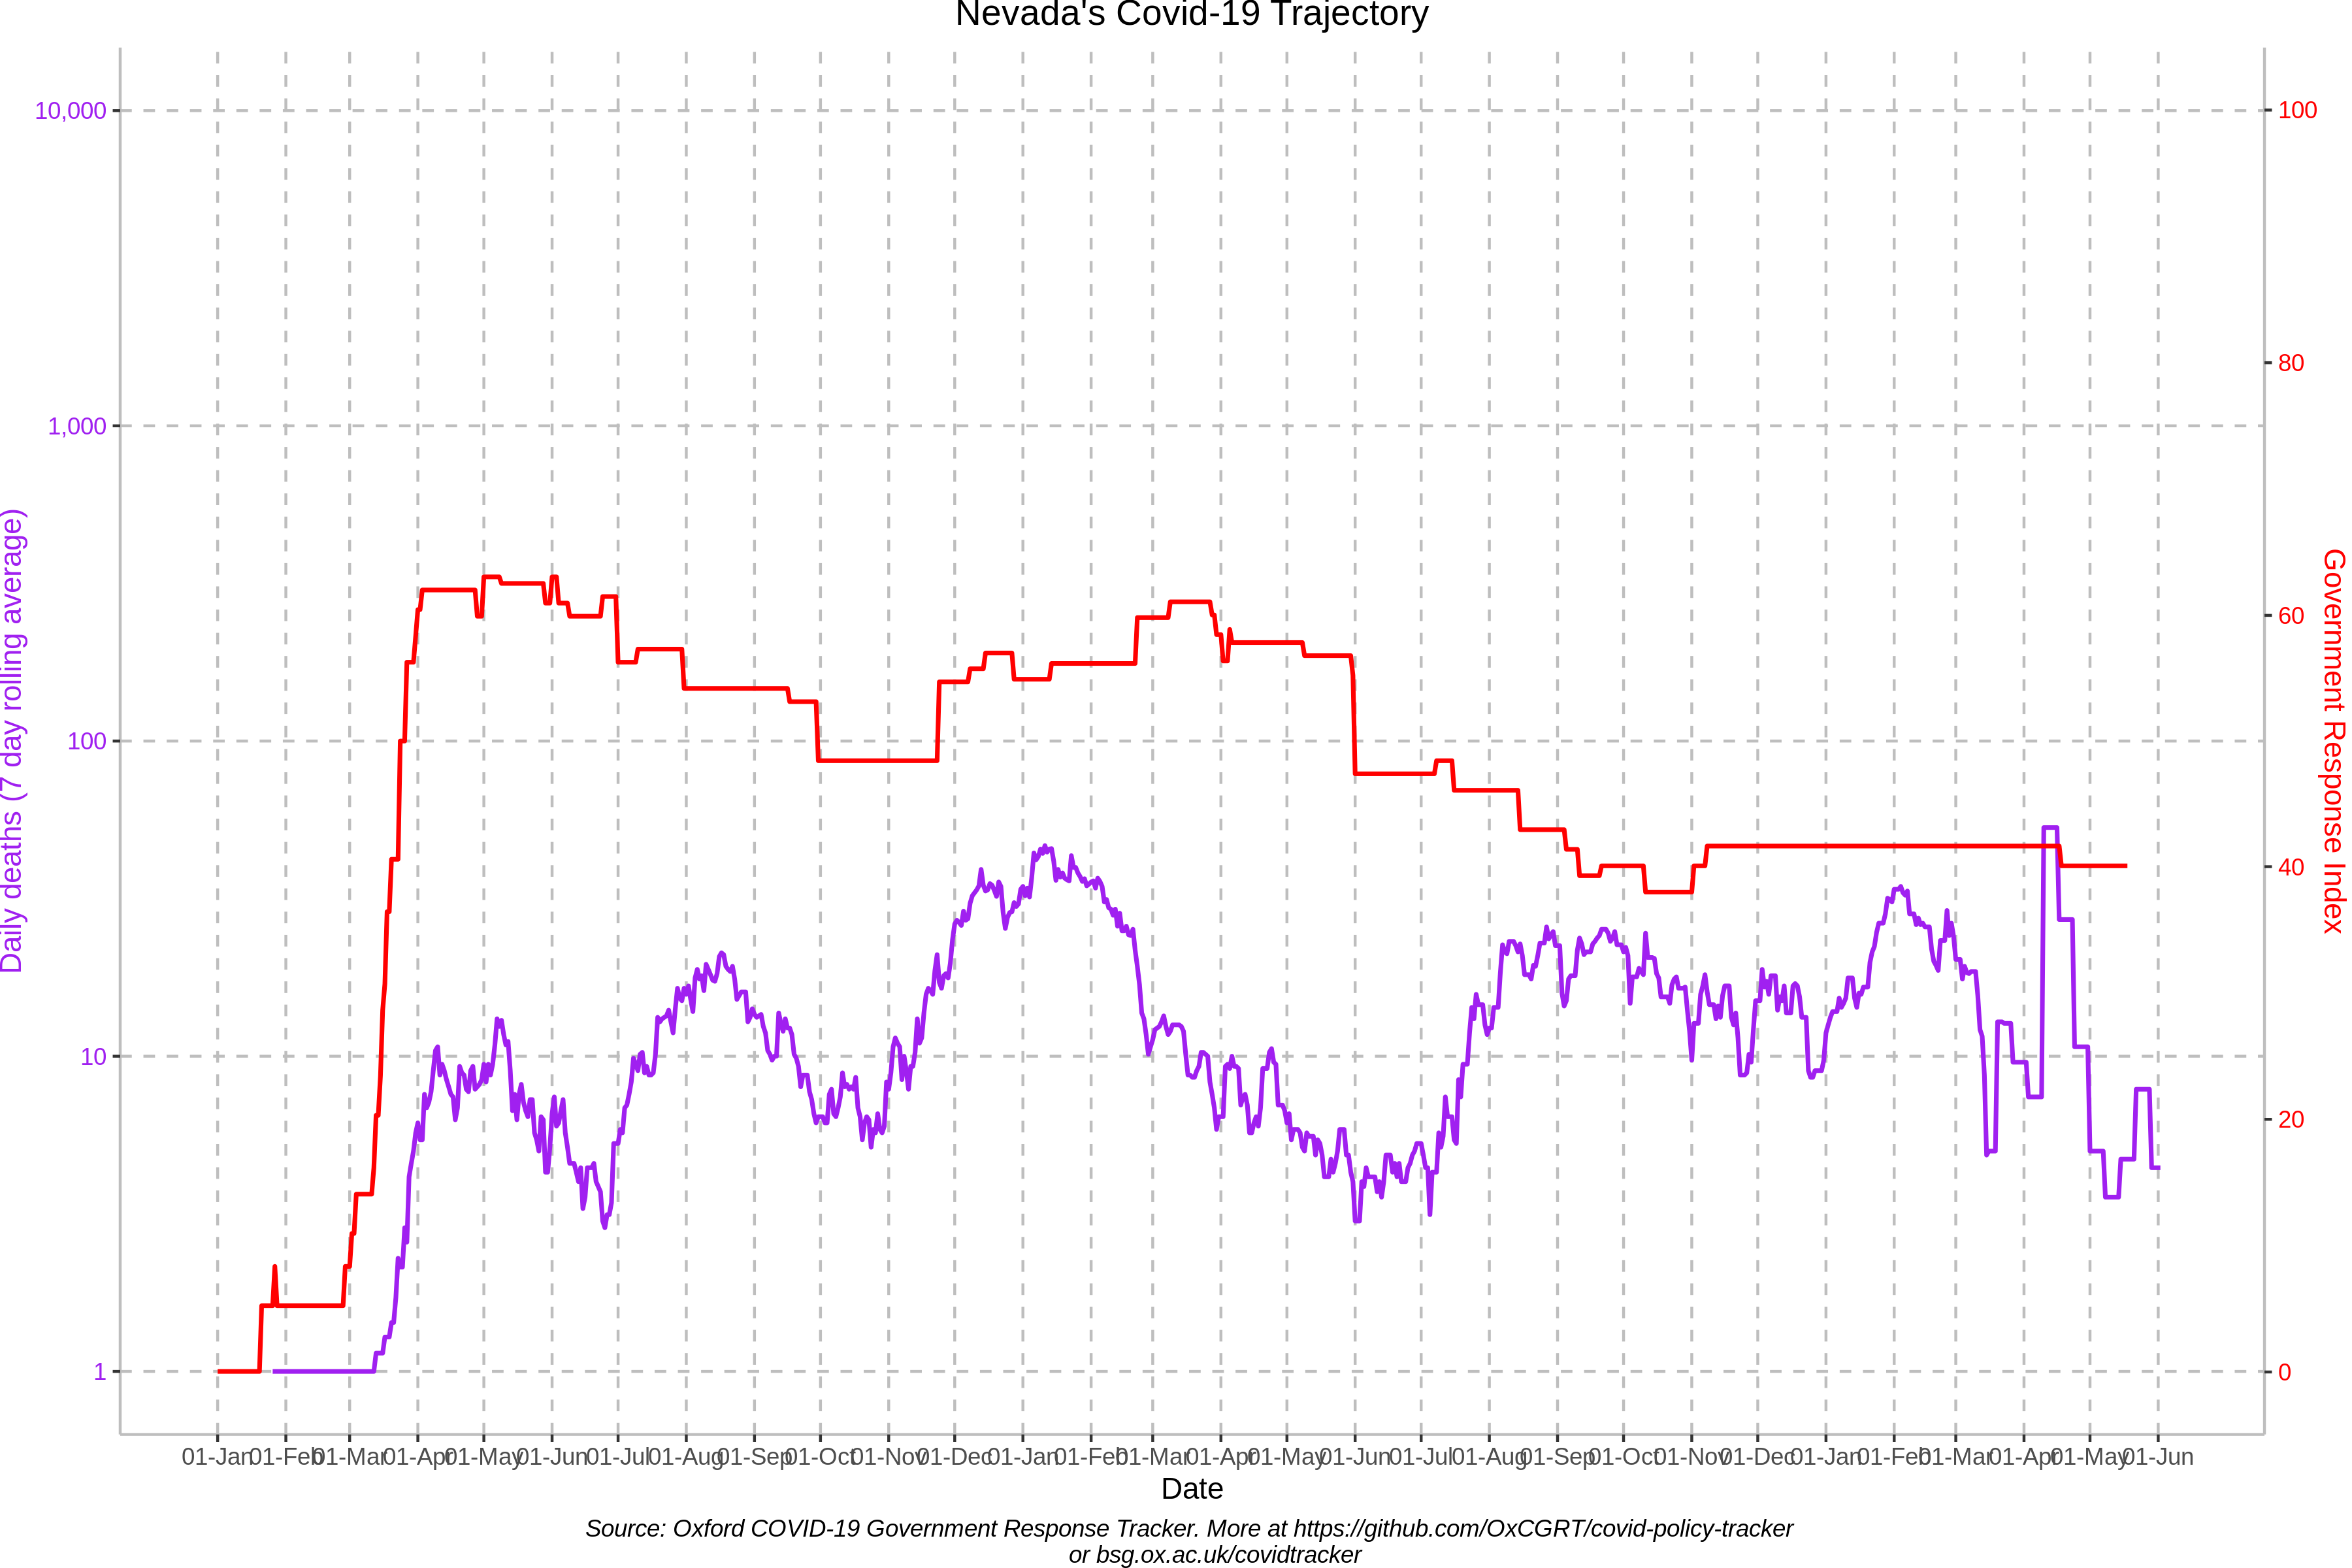 Nevada's Covid-19 Trajectory
10,000
1,000
100
10
1
Daily deaths (7 day rolling average)
100
80
60
40
20
0
Government Response Index
01-Jan 01-Feb 01-Mar 01-Apr 01-May 01-Jun 01-Jul 01-Aug 01-Sep 01-Oct 01-Nov 01-Dec 01-Jan 01-Feb 01-Mar 01-Apr 01-May 01-Jun 01-Jul 01-Aug 01-Sep 01-Oct 01-Nov 01-Dec 01-Jan 01-Feb 01-Mar 01-Apr 01-May 01-Jun
Date
Source: Oxford COVID-19 Government Response Tracker. More at https://github.com/OxCGRT/covid-policy-tracker
or bsg.ox.ac.uk/covidtracker